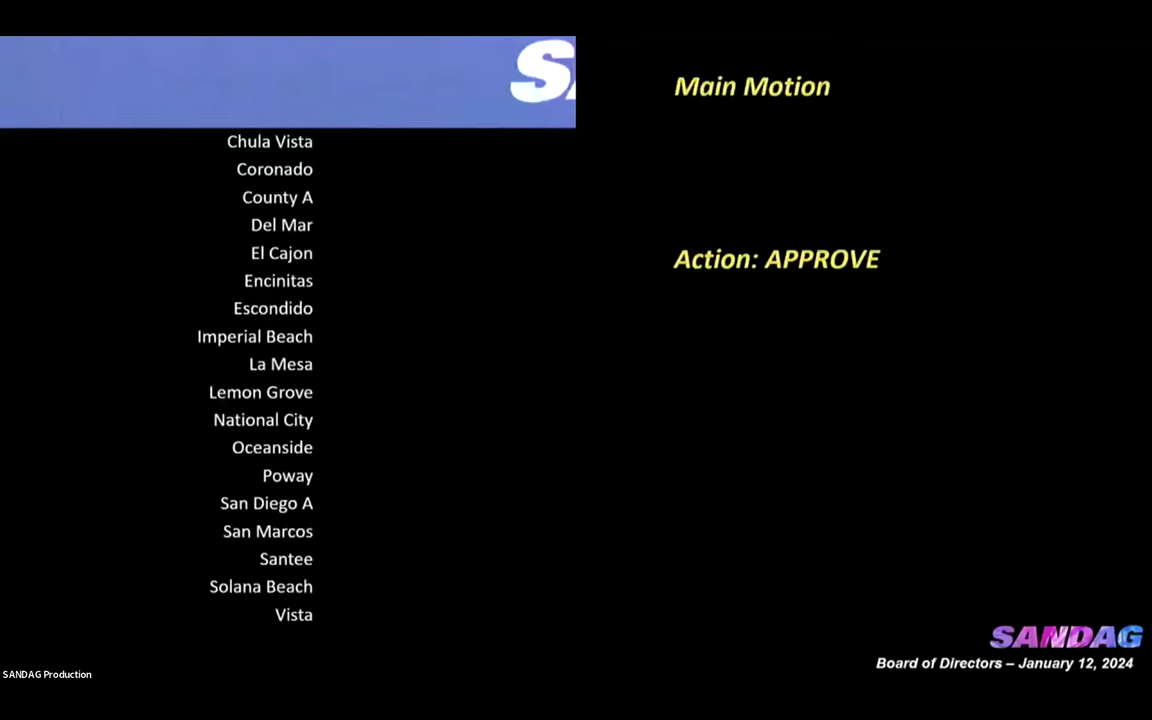 SA
Chula Vista
Coronado
County A
Del Mar
El Cajon
Encinitas
Escondido
Imperial Beach
La Mesa
Lemon Grove
National City
Oceanside
Poway
San Diego A
San Marcos
Santee
Solana Beach
Vista
SANDAG Production
Main Motion
Action: APPROVE
SANDAG
Board of Directors – January 12, 2024